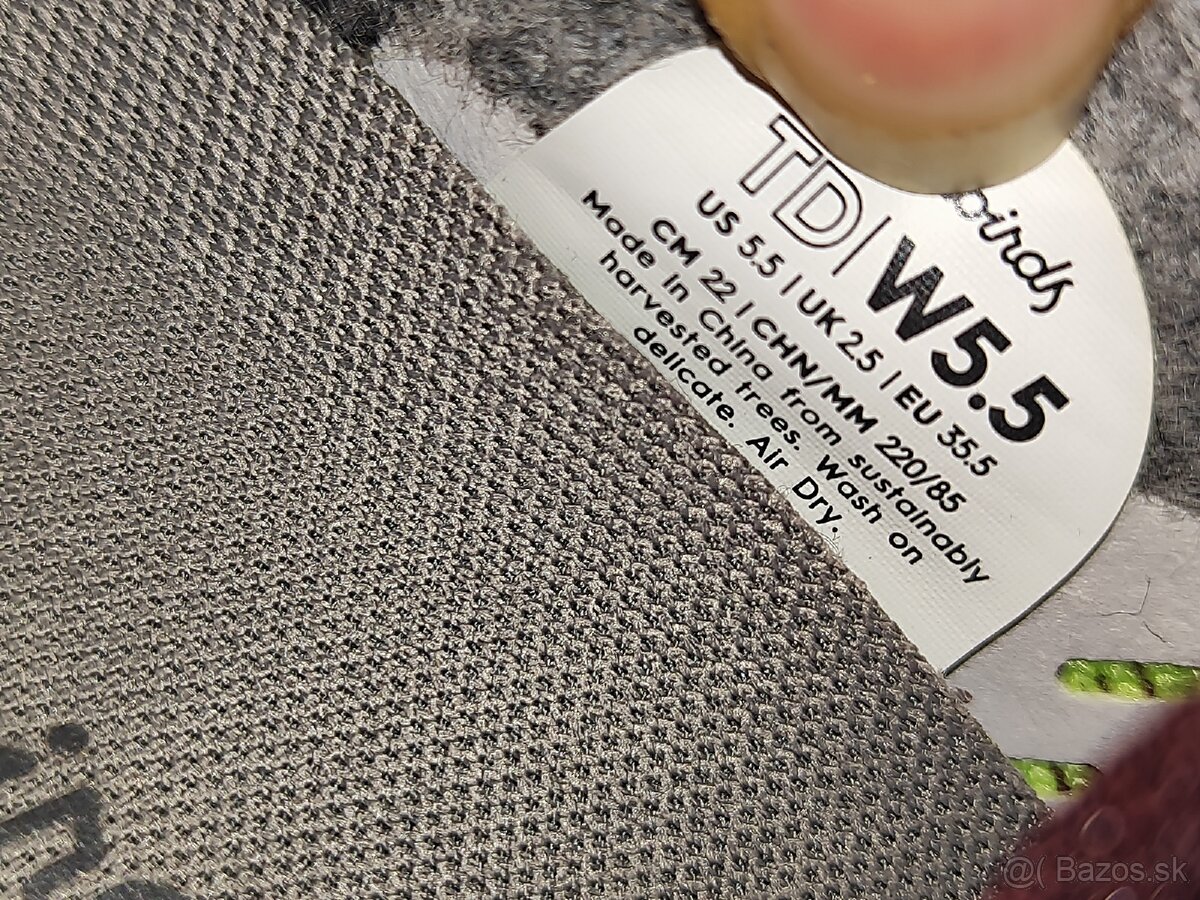 birds
TD | W5.5
US 5.5 | UK 2.5 | EU 35.5
CM 22 | CHN/MM 220/85
Made in China from sustainably
harvested trees. Wash on
delicate. Air Dry.
@( Bazos.sk